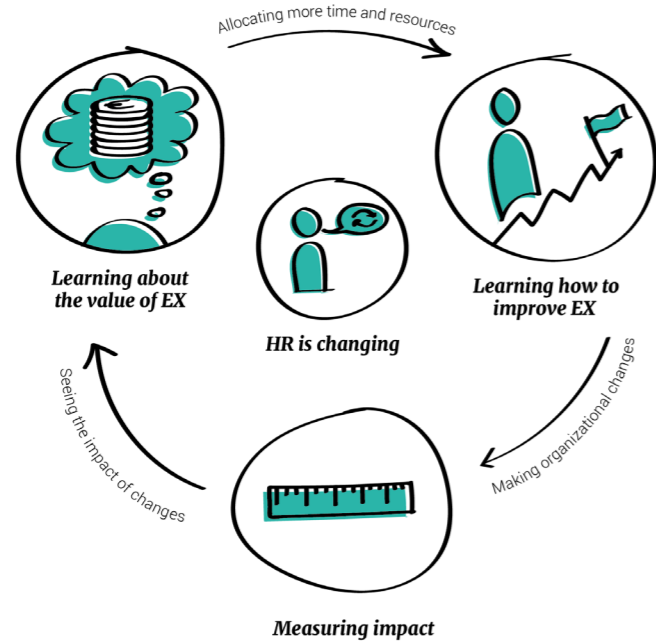 Allocating more time and resources
Learning about
the value of EX
Learning how to
improve EX
HR is changing
Seeing the impact of changes
Making organizational changes
Measuring impact